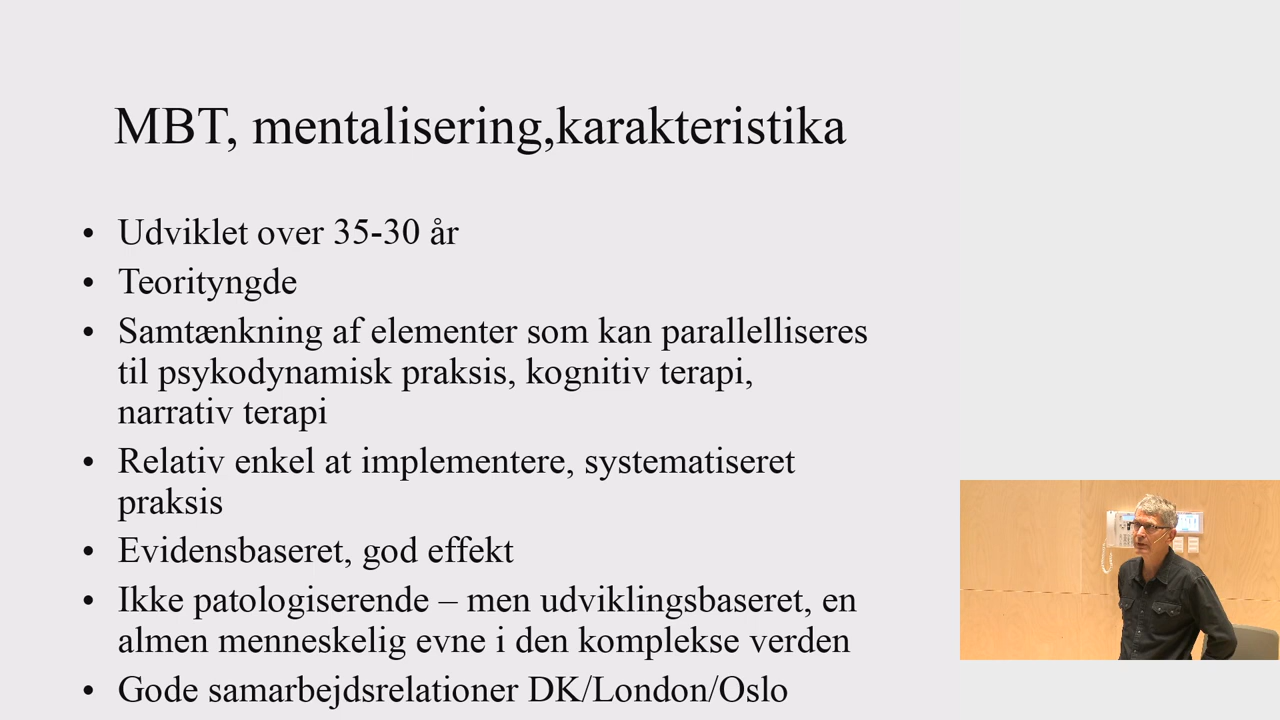 MBT, mentalisering,karakteristika
• Udviklet over 35-30 år
• Teorityngde
• Samtænkning af elementer som kan parallelliseres
til psykodynamisk praksis, kognitiv terapi,
narrativ terapi
• Relativ enkel at implementere, systematiseret
praksis
• Evidensbaseret, god effekt
• Ikke patologiserende – men udviklingsbaseret, en
almen menneskelig evne i den komplekse verden
• Gode samarbejdsrelationer DK/London/Oslo